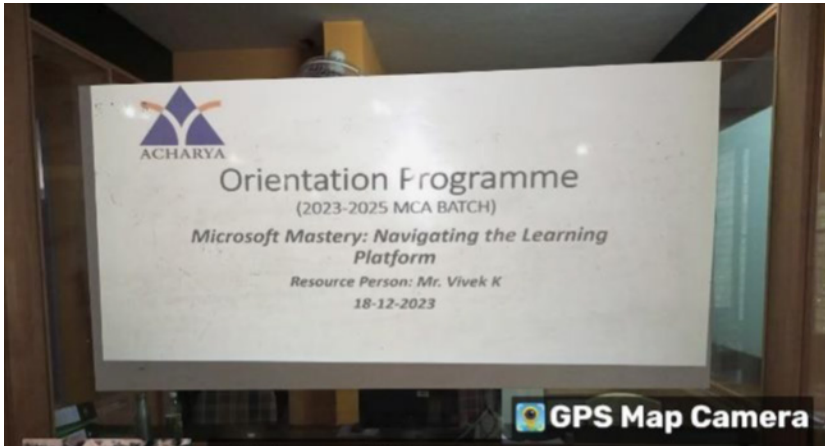 ACHARYA
Orientation Programme
(2023-2025 MCA BATCH)
Microsoft Mastery: Navigating the Learning
Platform
Resource Person: Mr. Vivek K
18-12-2023
GPS Map Camera